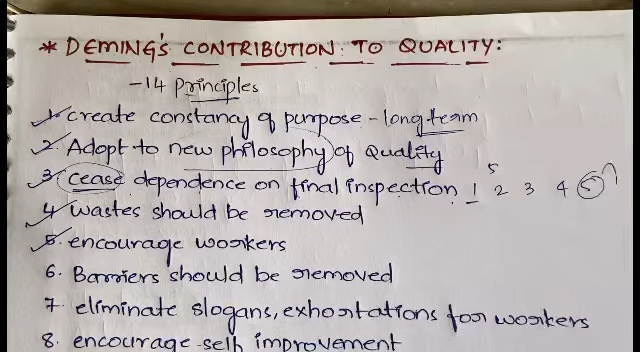 * DEMING'S CONTRIBUTION TO QUALITY:
- 14 principles
1. create constancy of purpose - long team
2. Adopt to new philosophy of Quality
3. cease dependence on final inspection 1 2 3 4 5
5
4. wastes should be removed
5. encourage workers
6. Barriers should be removed
7. eliminate slogans, exhortations for workers
8. encourage self improvement